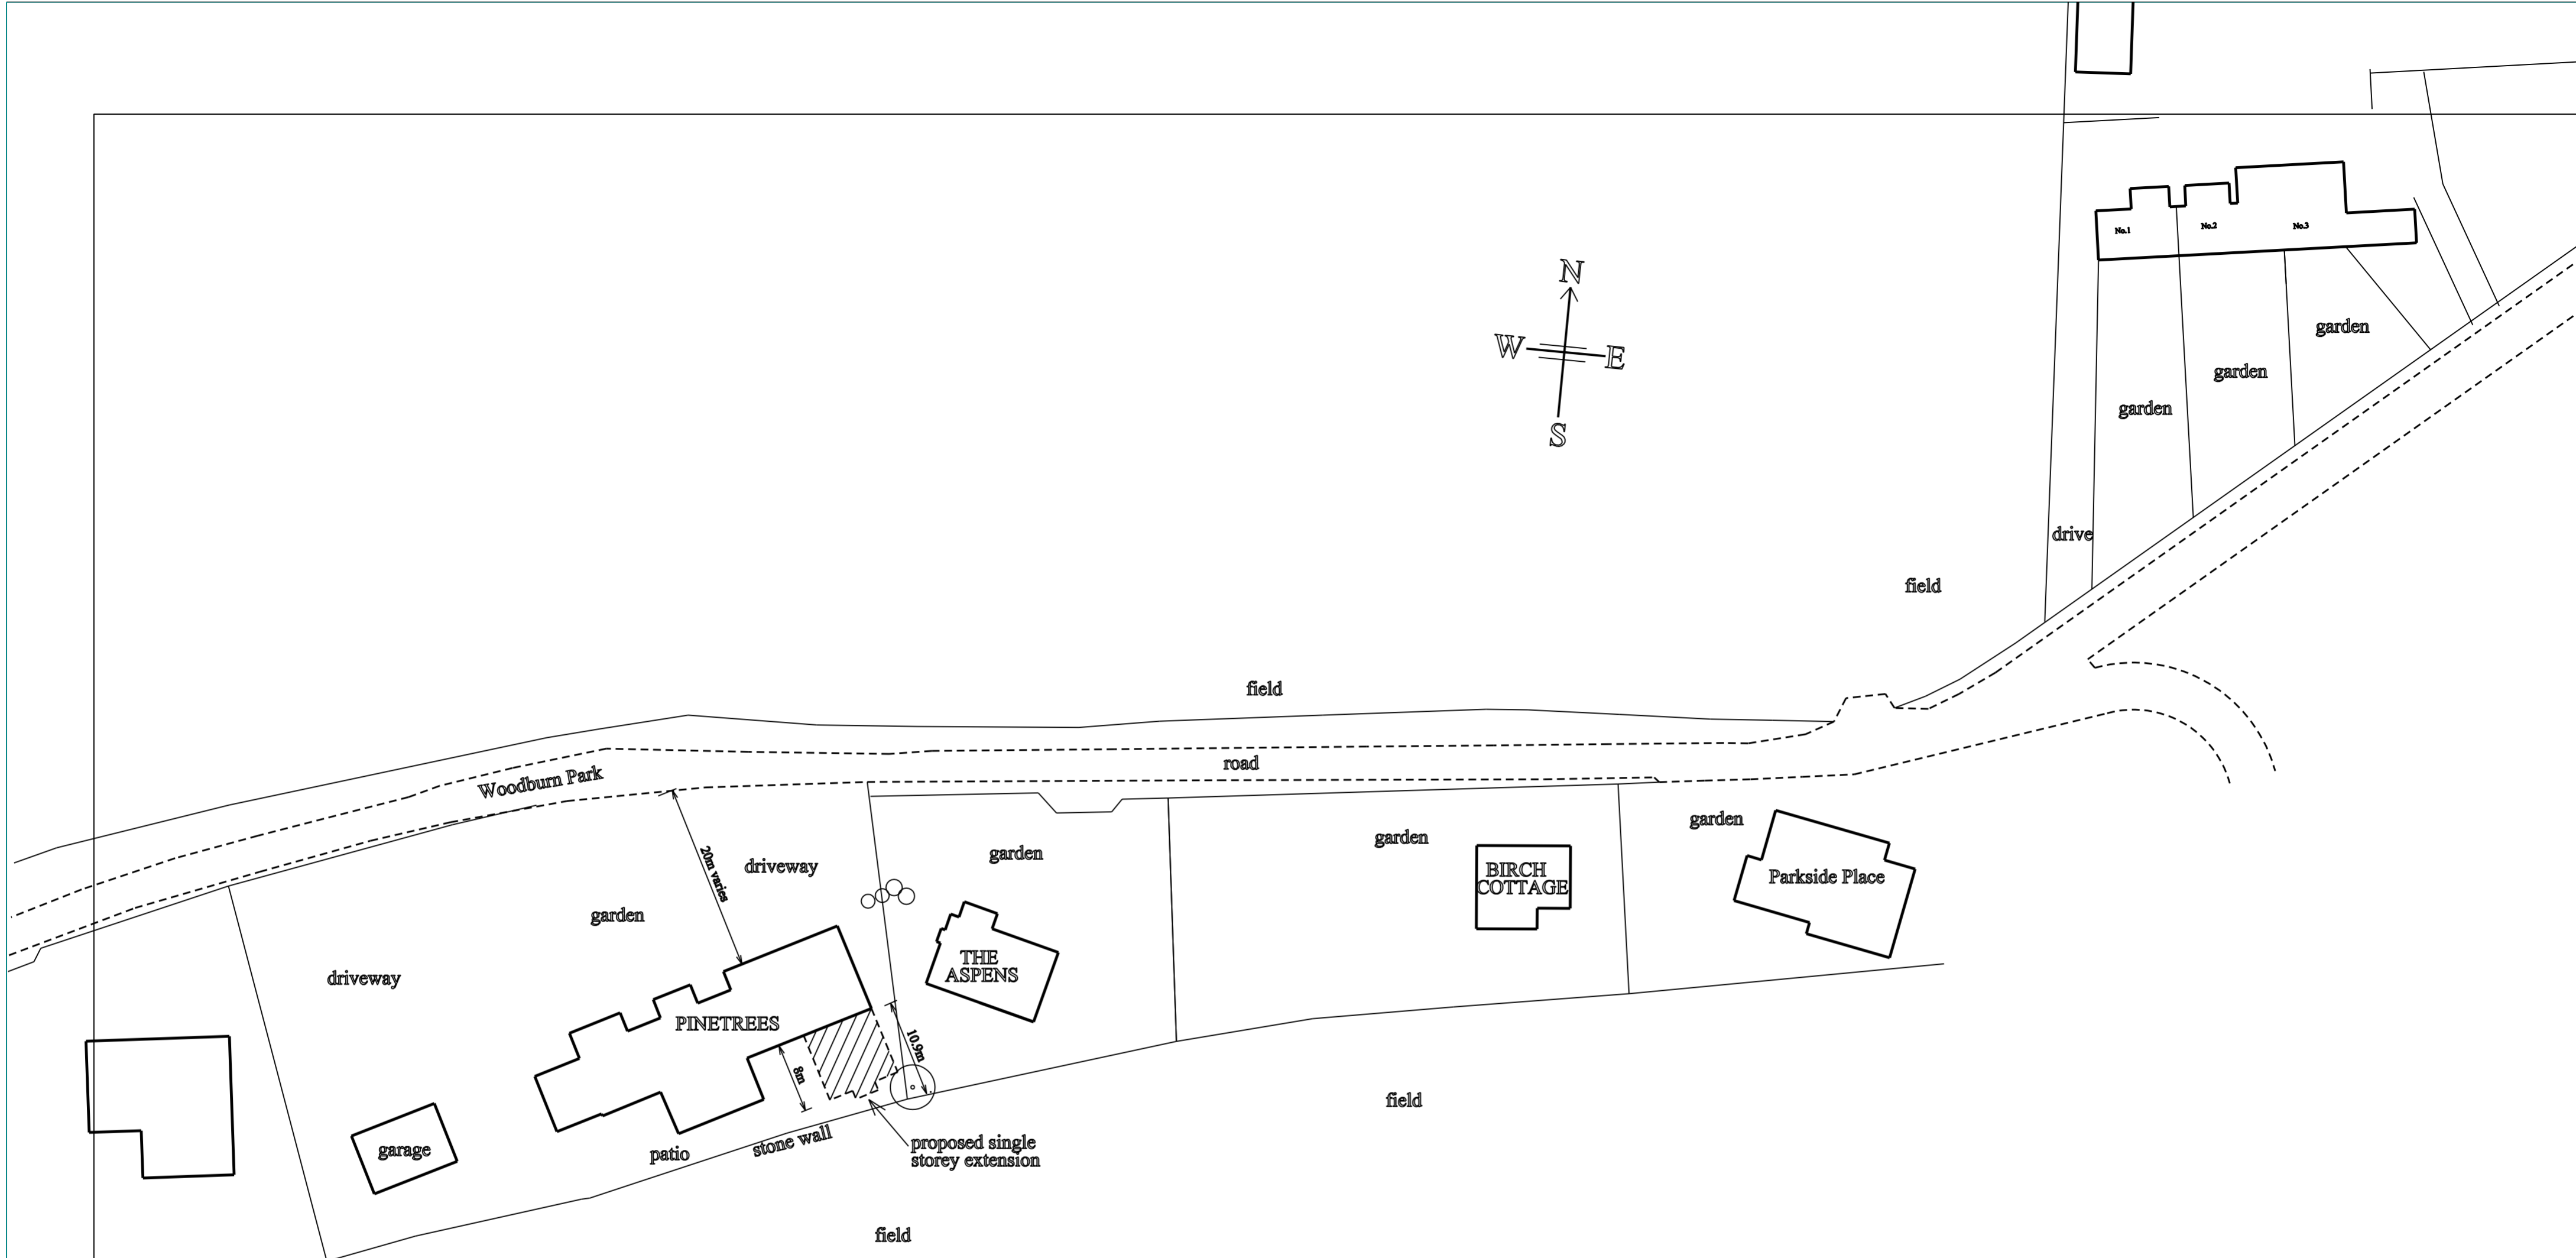 No.1
No.2
No.3
N
W
E
S
garden
garden
garden
drive
field
field
road
Woodburn Park
garden
garden
garden
driveway
20m varies
BIRCH
COTTAGE
Parkside Place
garden
THE
ASPENS
driveway
PINETREES
10.9m
8m
garage
patio
stone wall
proposed single
storey extension
field
field